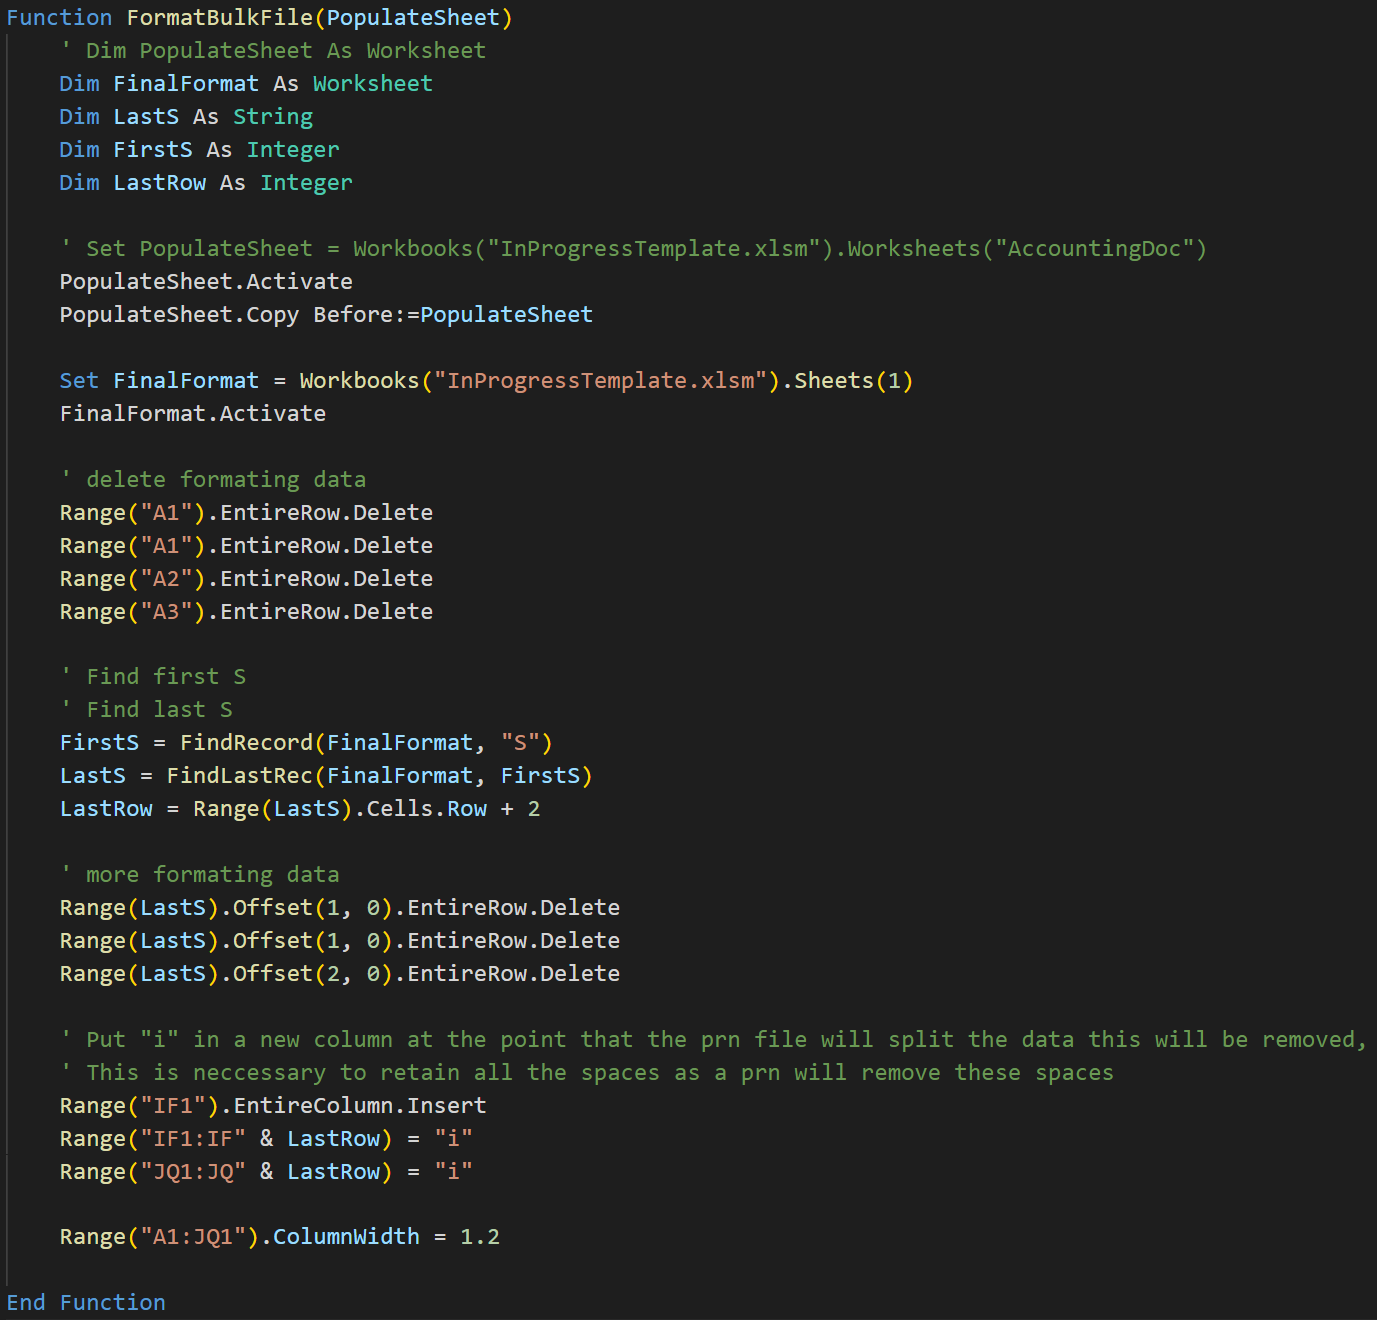 Function FormatBulkFile(PopulateSheet)
' Dim PopulateSheet As Worksheet
Dim FinalFormat As Worksheet
Dim LastS As String
Dim FirstS As Integer
Dim LastRow As Integer
' Set PopulateSheet = Workbooks("InProgressTemplate.xlsm").Worksheets("AccountingDoc")
PopulateSheet.Activate
PopulateSheet.Copy Before:=PopulateSheet
Set FinalFormat = Workbooks("InProgressTemplate.xlsm").Sheets(1)
FinalFormat.Activate
' delete formating data
Range("A1").EntireRow.Delete
Range("A1").EntireRow.Delete
Range("A2").EntireRow.Delete
Range("A3").EntireRow.Delete
' Find first S
' Find last S
FirstS = FindRecord(FinalFormat, "S")
LastS = FindLastRec(FinalFormat, FirstS)
LastRow = Range(LastS).Cells.Row + 2
' more formating data
Range(LastS).Offset(1, 0).EntireRow.Delete
Range(LastS).Offset(1, 0).EntireRow.Delete
Range(LastS).Offset(2, 0).EntireRow.Delete
' Put "i" in a new column at the point that the prn file will split the data this will be removed,
' This is neccessary to retain all the spaces as a prn will remove these spaces
Range("IF1").EntireColumn.Insert
Range("IF1:IF" & LastRow) = "i"
Range("JQ1:JQ" & LastRow) = "i"
Range("A1:JQ1").ColumnWidth = 1.2
End Function